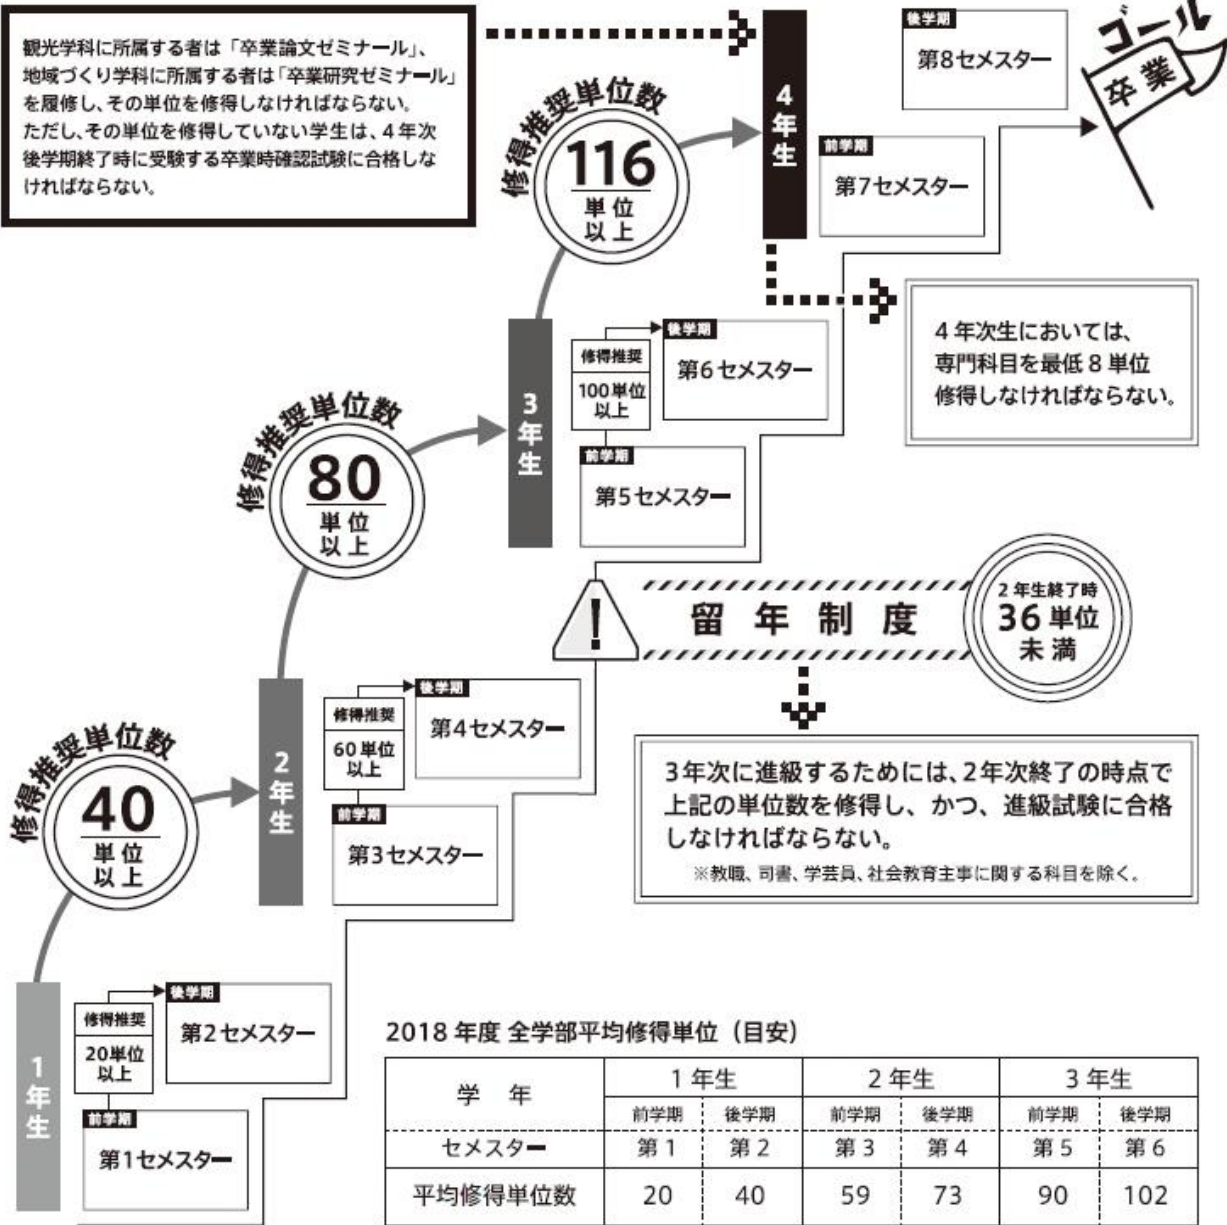 観光学科に所属する者は「卒業論文ゼミナール」、
地域づくり学科に所属する者は「卒業研究ゼミナール」
を履修し、その単位を修得しなければならない。
ただし、その単位を修得していない学生は、4年次
後学期終了時に受験する卒業時確認試験に合格しな
ければならない。
修得推奨単位数
116
単位
以上
4年生
後学期
第8セメスター
前学期
第7セメスター
ゴール
卒業
4年次生においては、
専門科目を最低8単位
修得しなければならない。
修得推奨単位数
80
単位
以上
3年生
修得推奨
100単位
以上
後学期
第6セメスター
前学期
第5セメスター
!
留年制度
2年生終了時
36単位
未満
3年次に進級するためには、2年次終了の時点で
上記の単位数を修得し、かつ、進級試験に合格
しなければならない。
※教職、司書、学芸員、社会教育主事に関する科目を除く。
修得推奨単位数
40
単位
以上
2年生
修得推奨
60単位
以上
後学期
第4セメスター
前学期
第3セメスター
1年生
修得推奨
20単位
以上
後学期
第2セメスター
前学期
第1セメスター
2018年度 全学部平均修得単位（目安）
学 年 1年生 2年生 3年生
前学期 後学期 前学期 後学期 前学期 後学期
セメスター 第1 第2 第3 第4 第5 第6
平均修得単位数 20 40 59 73 90 102